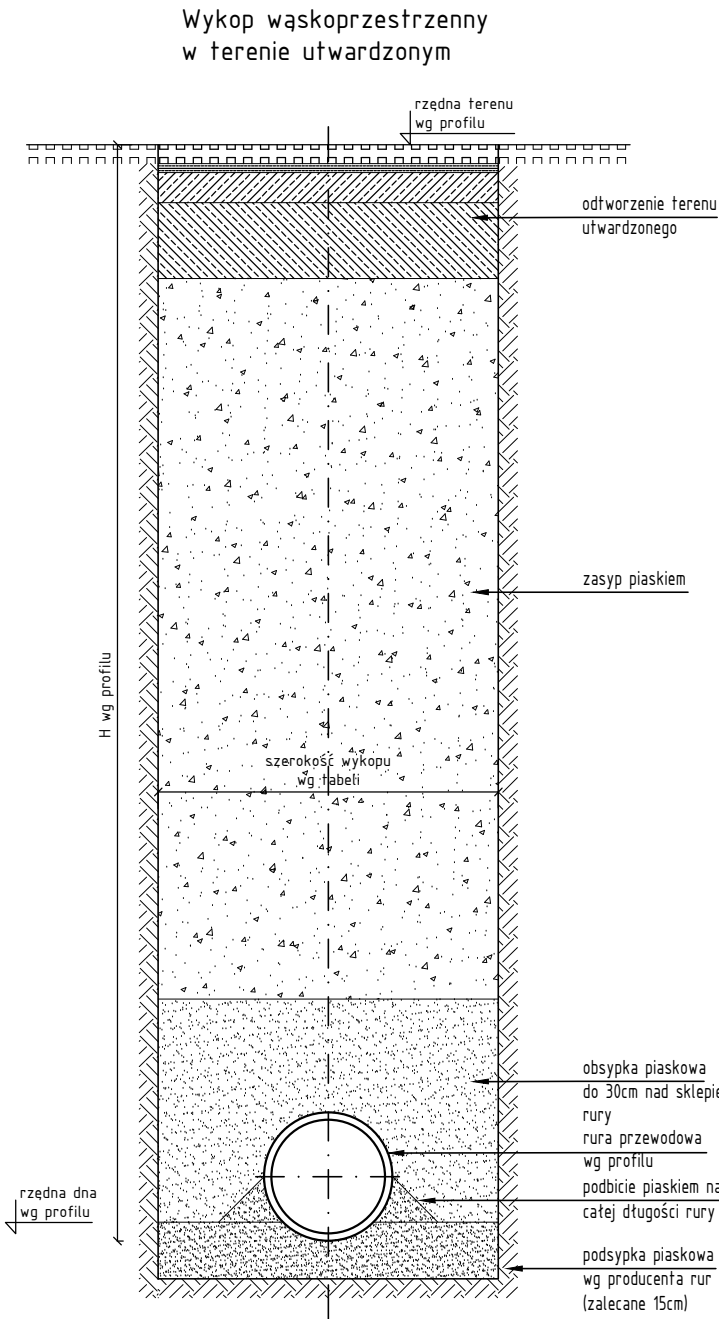 Wykop wąskoprzestrzenny
w terenie utwardzonym
rzędna terenu
wg profilu
odtworzenie terenu
utwardzonego
zasyp piaskiem
H wg profilu
szerokość wykopu
wg tabeli
obsypka piaskowa
do 30cm nad sklepie
rury
rura przewodowa
wg profilu
podbicie piaskiem na
całej długości rury
rzędna dna
wg profilu
podsypka piaskowa
wg producenta rur
(zalecane 15cm)